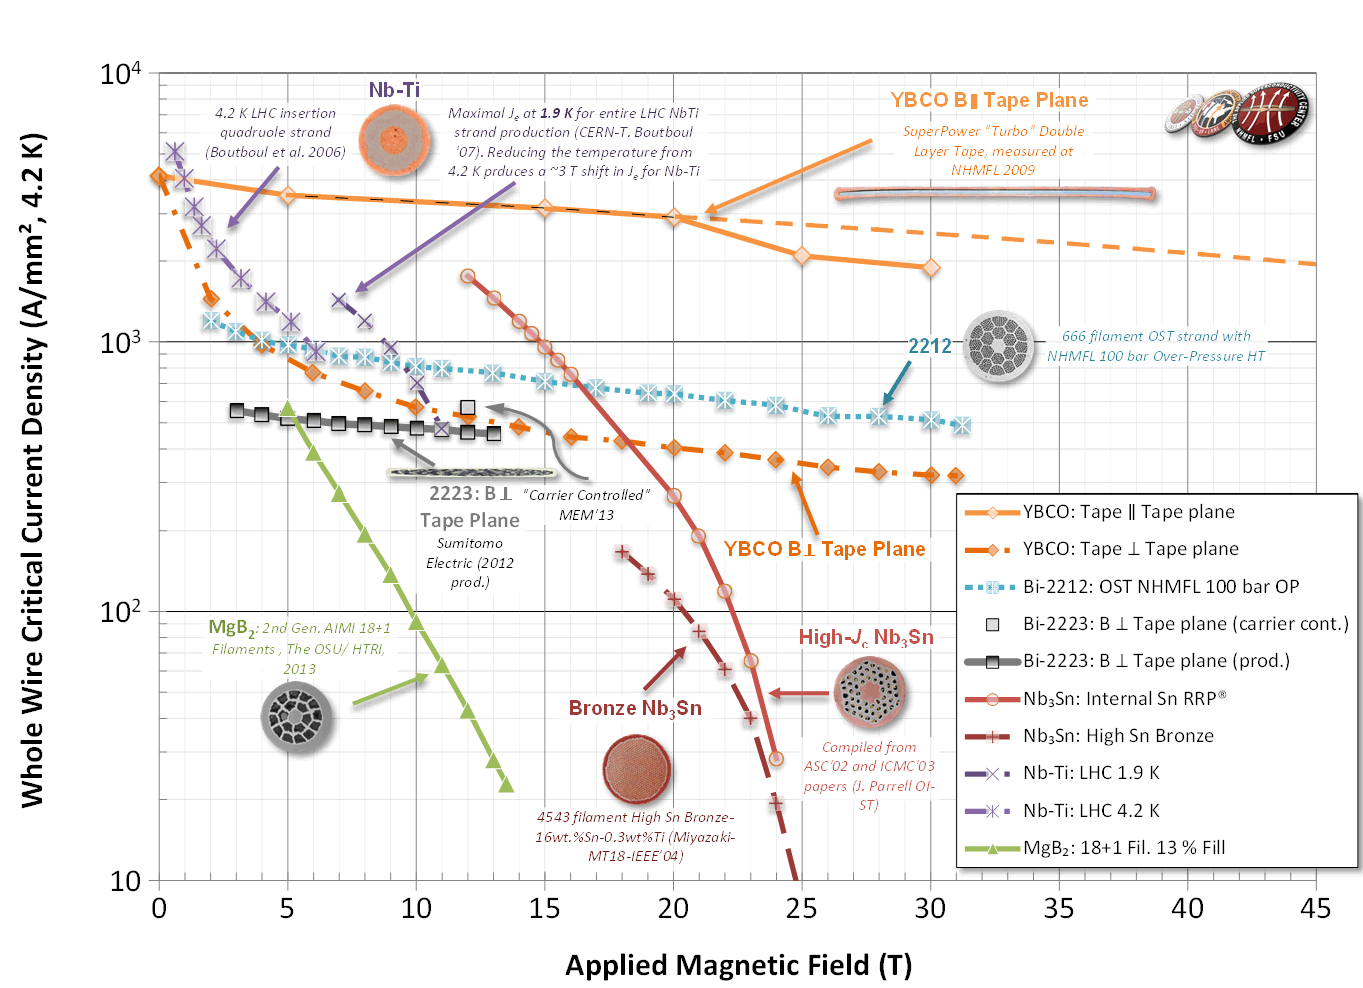 10⁴
10³
10²
10
Whole Wire Critical Current Density (A/mm², 4.2 K)
0
5
10
15
20
25
30
35
40
45
Applied Magnetic Field (T)
4.2 K LHC insertion
quadruole strand
(Boutboul et al. 2006)
Nb-Ti
Maximal Jₑ at 1.9 K for entire LHC NbTi
strand production (CERN-T. Boutboul
'07). Reducing the temperature from
4.2 K prduces a ~3 T shift in Jₑ for Nb-Ti
YBCO B∥ Tape Plane
SuperPower "Turbo" Double
Layer Tape, measured at
NHMFL 2009
2212
666 filament OST strand with
NHMFL 100 bar Over-Pressure HT
2223: B⊥
Tape Plane
Sumitomo
Electric (2012
prod.)
"Carrier Controlled"
MEM'13
YBCO B⊥ Tape Plane
MgB₂: 2nd Gen. AIMI 18+1
Filaments , The OSU/ HTRI,
2013
Bronze Nb₃Sn
4543 filament High Sn Bronze-
16wt.%Sn-0.3wt%Ti (Miyazaki-
MT18-IEEE'04)
High-J꜀ Nb₃Sn
Compiled from
ASC'02 and ICMC'03
papers (J. Parrell OI-
ST)
YBCO: Tape ∥ Tape plane
YBCO: Tape ⊥ Tape plane
Bi-2212: OST NHMFL 100 bar OP
Bi-2223: B ⊥ Tape plane (carrier cont.)
Bi-2223: B ⊥ Tape plane (prod.)
Nb₃Sn: Internal Sn RRP®
Nb₃Sn: High Sn Bronze
Nb-Ti: LHC 1.9 K
Nb-Ti: LHC 4.2 K
MgB₂: 18+1 Fil. 13 % Fill